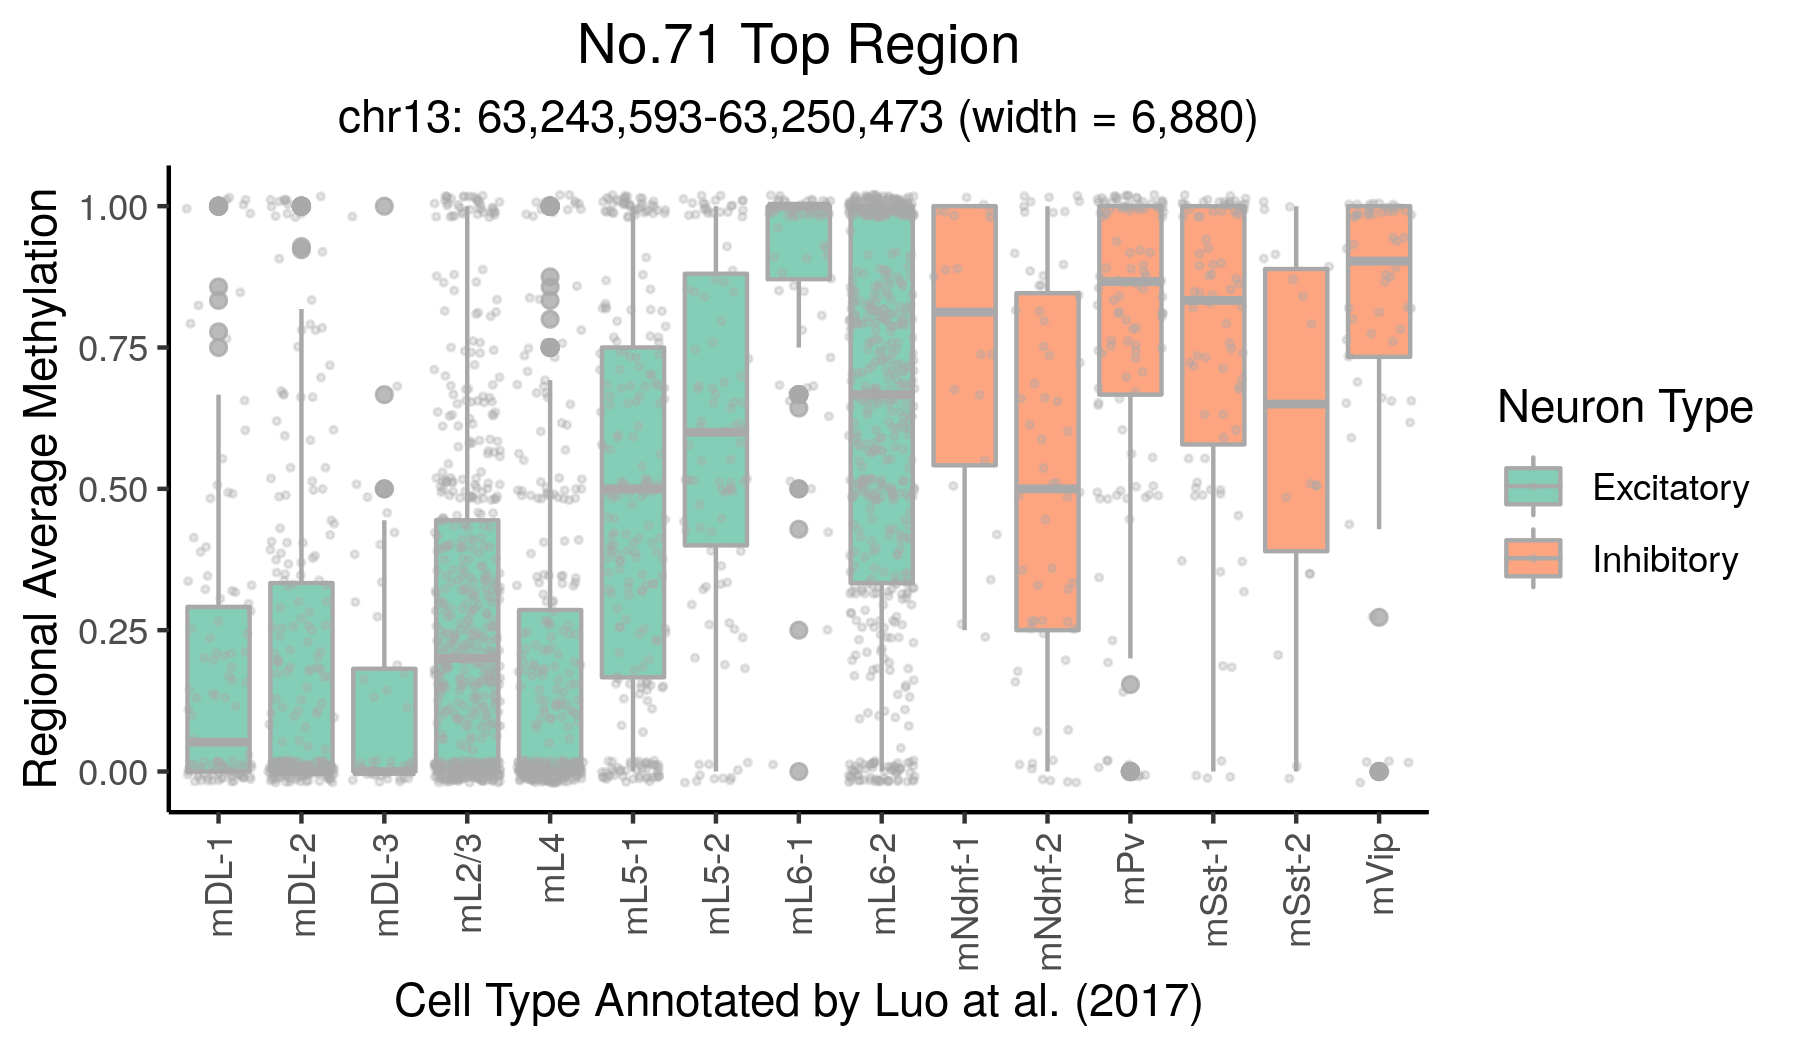 No.71 Top Region
chr13: 63,243,593-63,250,473 (width = 6,880)
Regional Average Methylation
1.00
0.75
0.50
0.25
0.00
mDL-1
mDL-2
mDL-3
mL2/3
mL4
mL5-1
mL5-2
mL6-1
mL6-2
mNdnf-1
mNdnf-2
mPv
mSst-1
mSst-2
mVip
Cell Type Annotated by Luo at al. (2017)
Neuron Type
Excitatory
Inhibitory